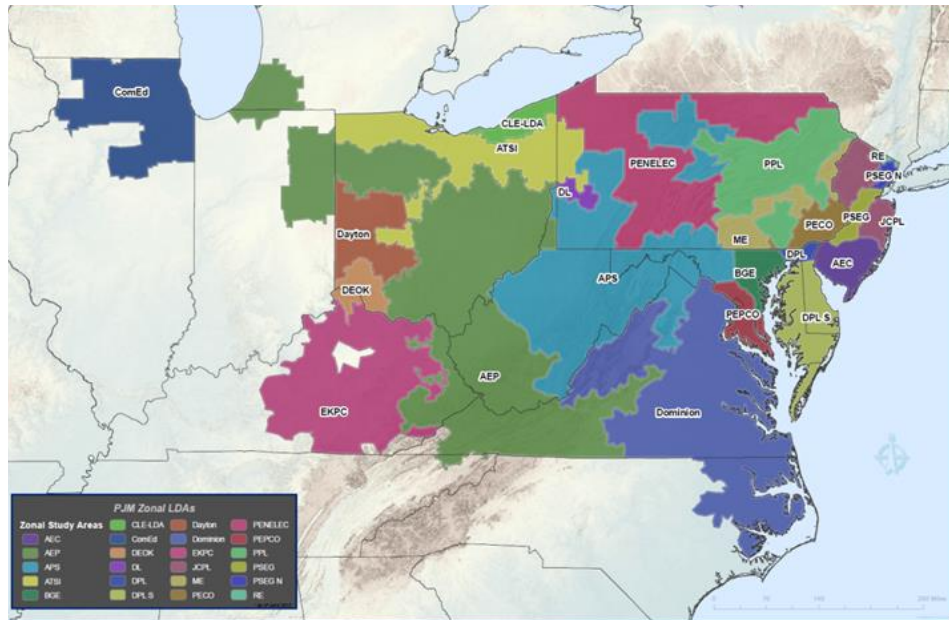 ComEd
CLE-LDA
ATSI
PENELEC
PPL
RE
PSEG N
DL
PECO
PSEG
JCPL
Dayton
ME
DPL
AEC
BGE
APS
DEOK
PEPCO
DPL S
AEP
EKPC
Dominion
PJM Zonal LDAs
Zonal Study Areas
CLE-LDA Dayton PENELEC
AEC ComEd Dominion PEPCO
AEP DEOK EKPC PPL
APS DL JCPL PSEG
ATSI DPL ME PSEG N
BGE DPL S PECO RE